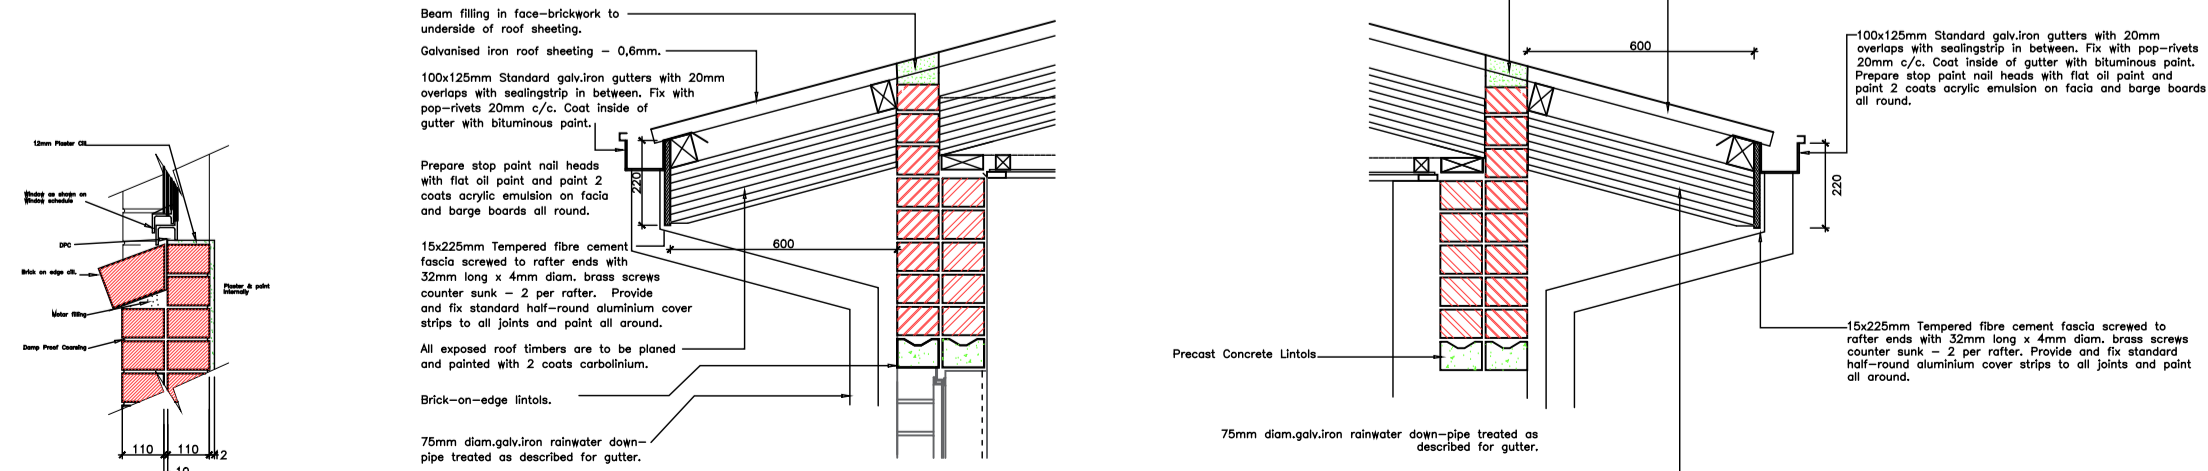 12mm Plaster Cill.
Window as shown on
Window schedule
DPC
Brick on edge cill.
Plaster & paint
internally
Motar filling
Damp Proof Coarsing
110
110
12
10
Beam filling in face-brickwork to
underside of roof sheeting.
Galvanised iron roof sheeting - 0,6mm.
100x125mm Standard galv.iron gutters with 20mm
overlaps with sealingstrip in between. Fix with
pop-rivets 20mm c/c. Coat inside of
gutter with bituminous paint.
Prepare stop paint nail heads
with flat oil paint and paint 2
coats acrylic emulsion on facia
and barge boards all round.
220
600
15x225mm Tempered fibre cement
fascia screwed to rafter ends with
32mm long x 4mm diam. brass screws
counter sunk - 2 per rafter. Provide
and fix standard half-round aluminium cover
strips to all joints and paint all around.
All exposed roof timbers are to be planed
and painted with 2 coats carbolinium.
Brick-on-edge lintols.
75mm diam.galv.iron rainwater down-
pipe treated as described for gutter.
600
100x125mm Standard galv.iron gutters with 20mm
overlaps with sealingstrip in between. Fix with pop-rivets
20mm c/c. Coat inside of gutter with bituminous paint.
Prepare stop paint nail heads with flat oil paint and
paint 2 coats acrylic emulsion on facia and barge boards
all round.
220
Precast Concrete Lintols
15x225mm Tempered fibre cement fascia screwed to
rafter ends with 32mm long x 4mm diam. brass screws
counter sunk - 2 per rafter. Provide and fix standard
half-round aluminium cover strips to all joints and paint
all around.
75mm diam.galv.iron rainwater down-pipe treated as
described for gutter.